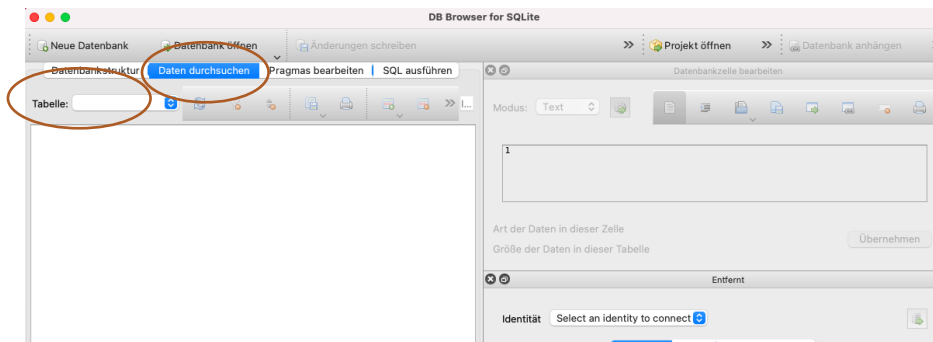 DB Browser for SQLite
Neue Datenbank Datenbank öffnen Änderungen schreiben » Projekt öffnen » Datenbank anhängen
Datenbankstruktur Daten durchsuchen Pragmas bearbeiten SQL ausführen
Datenbankzelle bearbeiten
Tabelle: » I...
Modus: Text
1
Art der Daten in dieser Zelle
Größe der Daten in dieser Tabelle
Übernehmen
Entfernt
Identität Select an identity to connect